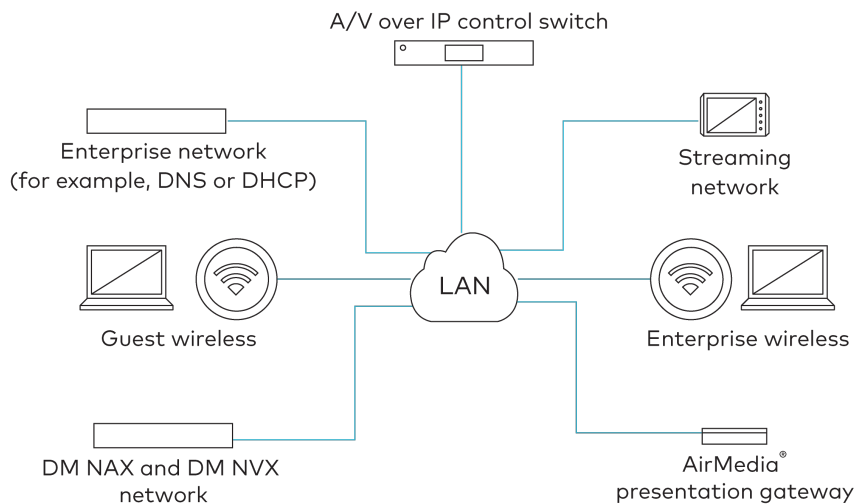 A/V over IP control switch
Enterprise network
(for example, DNS or DHCP)
Streaming
network
LAN
Guest wireless
Enterprise wireless
DM NAX and DM NVX
network
AirMedia®
presentation gateway